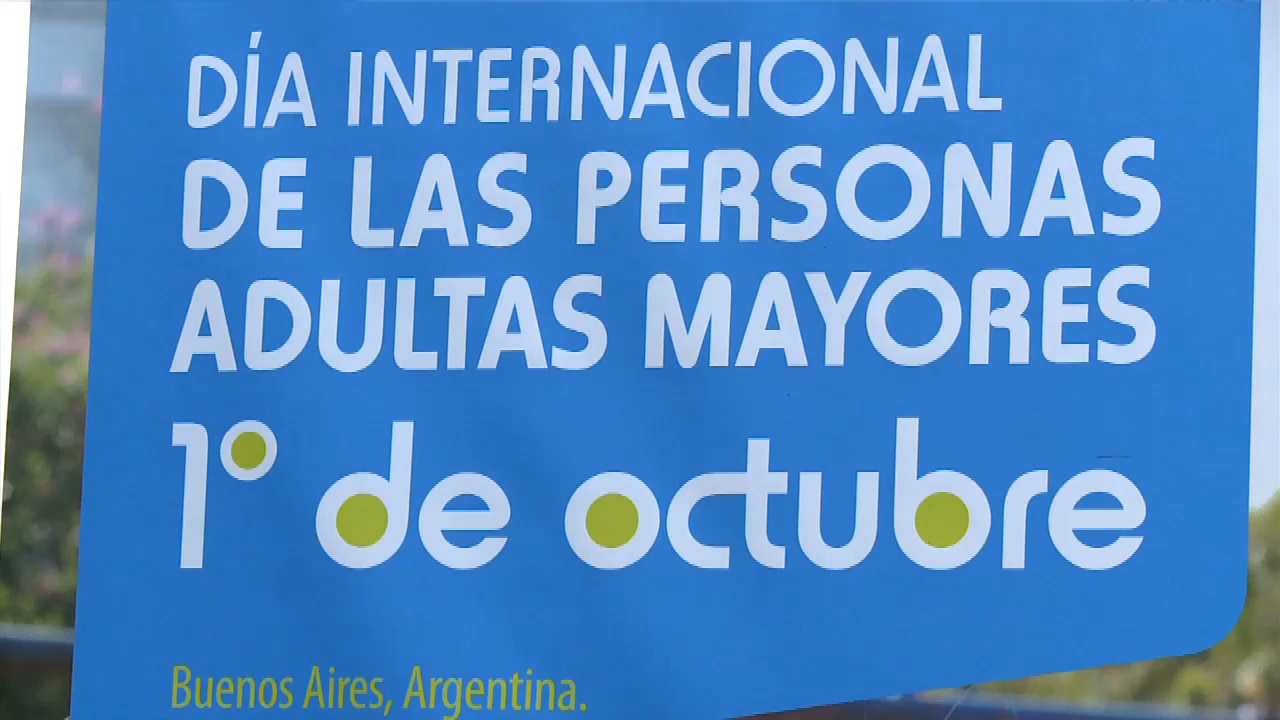 DÍA INTERNACIONAL
DE LAS PERSONAS
ADULTAS MAYORES
1° de octubre
Buenos Aires, Argentina.